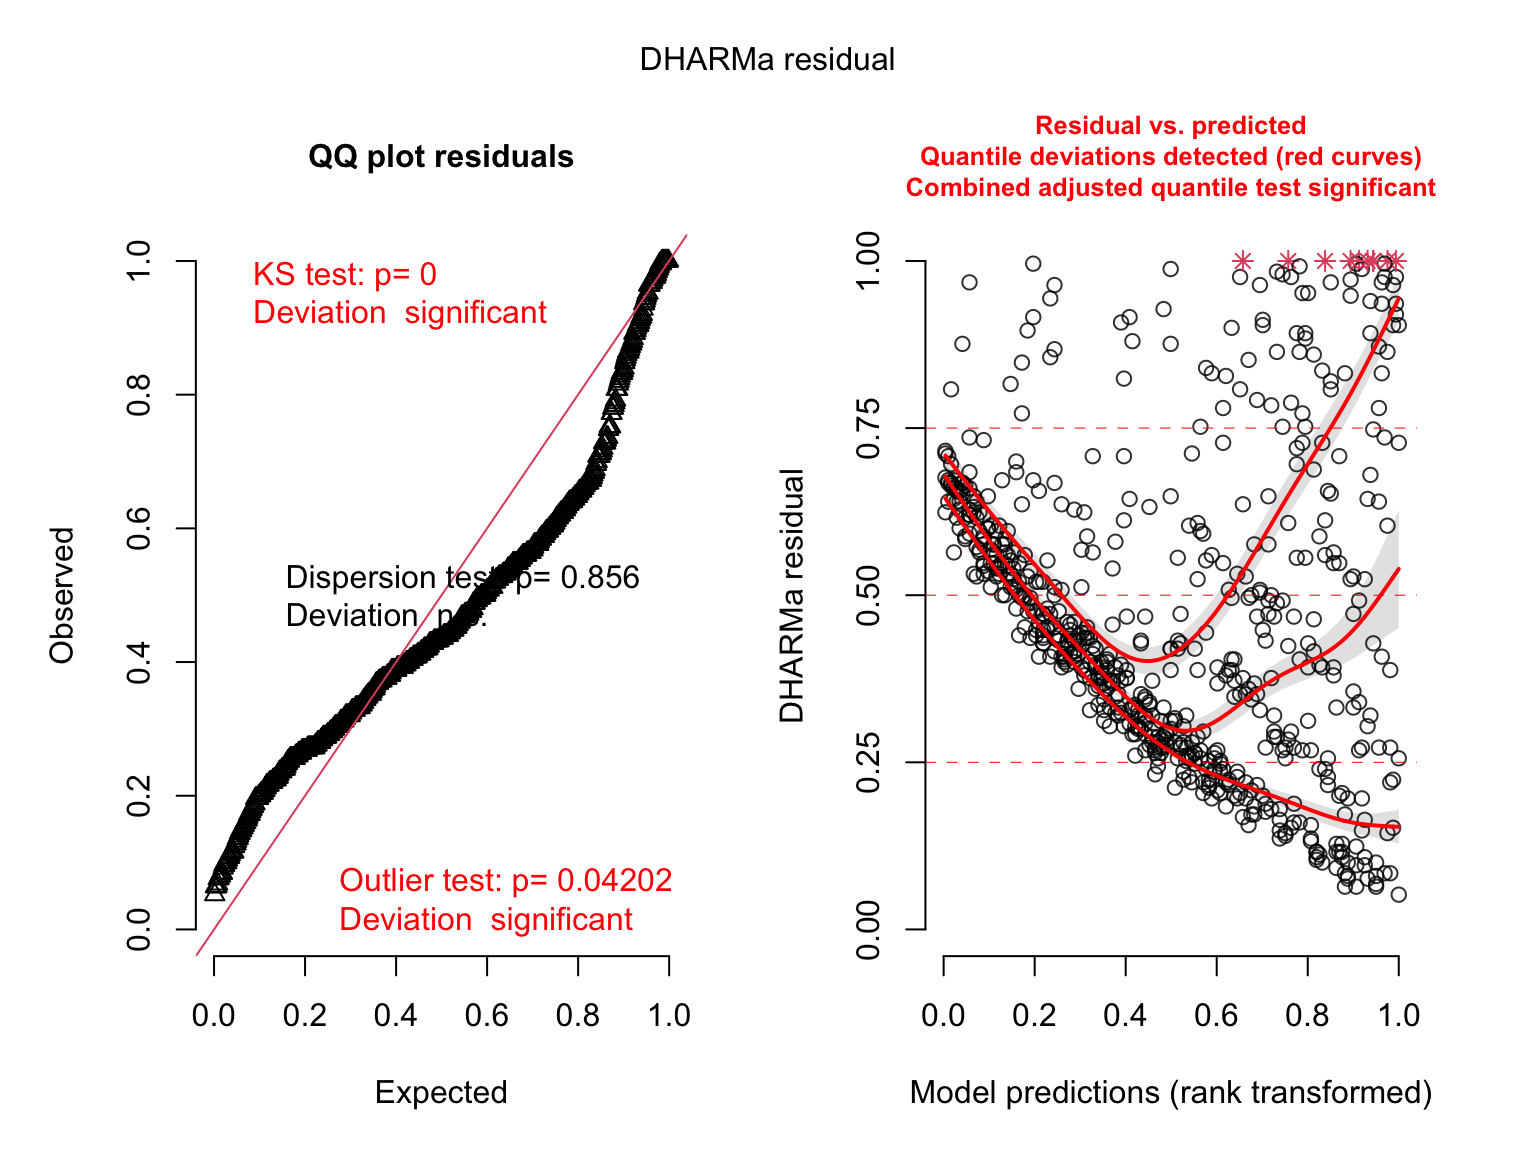 DHARMa residual
QQ plot residuals
KS test: p= 0
Deviation  significant
Dispersion test: p= 0.856
Deviation
Outlier test: p= 0.04202
Deviation  significant
Observed
0.0 0.2 0.4 0.6 0.8 1.0
0.0 0.2 0.4 0.6 0.8 1.0
Expected
Residual vs. predicted
Quantile deviations detected (red curves)
Combined adjusted quantile test significant
DHARMa residual
0.00 0.25 0.50 0.75 1.00
0.0 0.2 0.4 0.6 0.8 1.0
Model predictions (rank transformed)